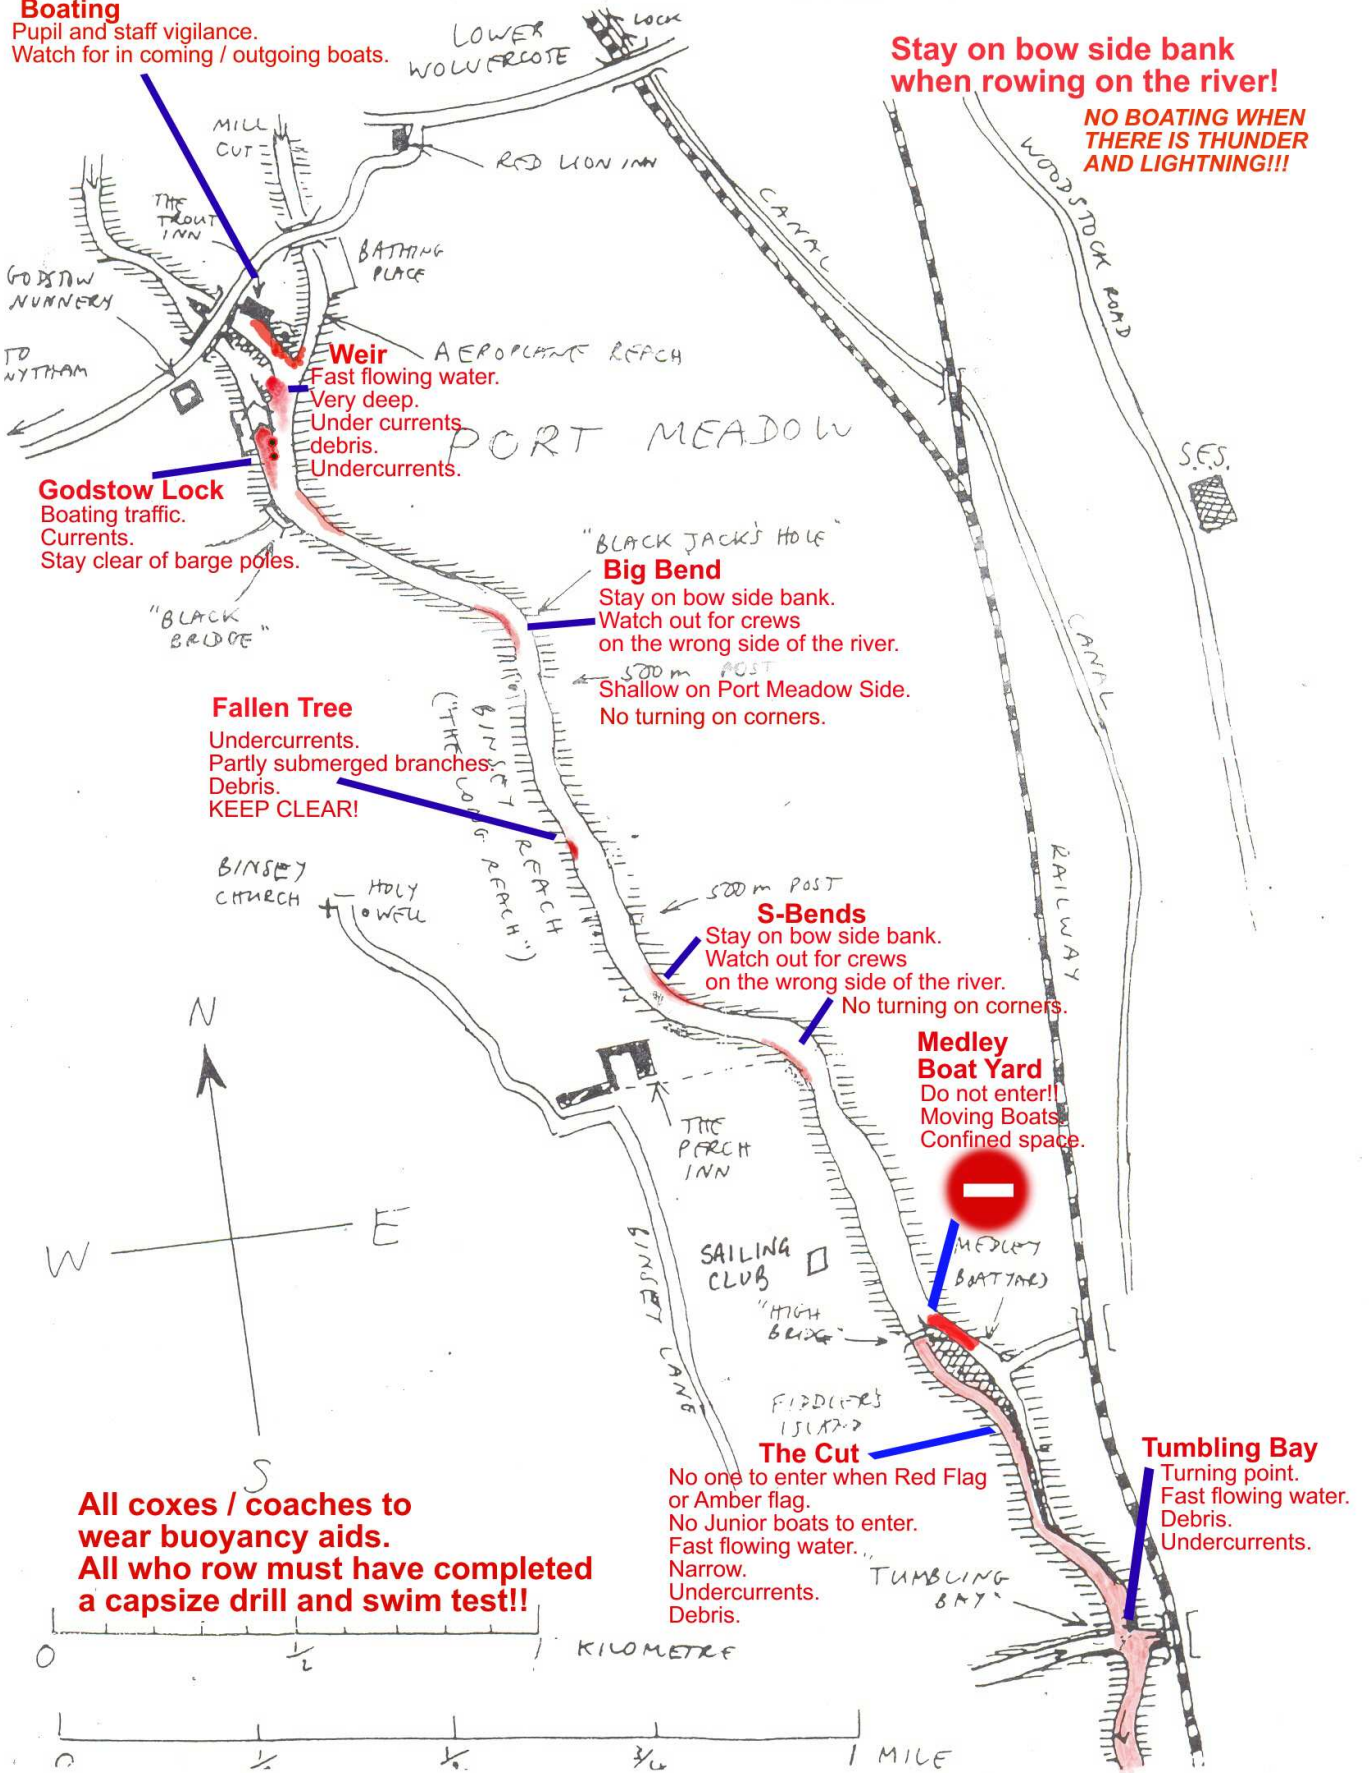 Boating
Pupil and staff vigilance.
Watch for in coming / outgoing boats.
LOWER
WOLVERCOTE
LOCK
Stay on bow side bank
when rowing on the river!
NO BOATING WHEN
THERE IS THUNDER
AND LIGHTNING!!!
MILL
CUT
RED LION INN
WOODSTOCK ROAD
CANAL
THE
TROUT
INN
BATHING
PLACE
GODSTOW
NUNNERY
TO
WYTHAM
AEROPLANE REACH
Weir
Fast flowing water.
Very deep.
Under currents
debris.
Undercurrents.
PORT MEADOW
S.E.S.
Godstow Lock
Boating traffic.
Currents.
Stay clear of barge poles.
"BLACK
BRIDGE"
"BLACK JACK'S HOLE"
Big Bend
Stay on bow side bank.
Watch out for crews
on the wrong side of the river.
500m POST
Shallow on Port Meadow Side.
No turning on corners.
CANAL
Fallen Tree
Undercurrents.
Partly submerged branches.
Debris.
KEEP CLEAR!
BINSEY REACH
("THE LONG REACH")
BINSEY
CHURCH
HOLY
WELL
500m POST
RAILWAY
S-Bends
Stay on bow side bank.
Watch out for crews
on the wrong side of the river.
No turning on corners.
N
Medley
Boat Yard
Do not enter!!
Moving Boats.
Confined space.
THE
PERCH
INN
W
E
BINSEY LANE
SAILING
CLUB
MEDLEY
BOATYARD
"HIGH
BRIDGE"
FIDDLER'S
ISLAND
The Cut
No one to enter when Red Flag
or Amber flag.
No Junior boats to enter.
Fast flowing water.
Narrow.
Undercurrents.
Debris.
Tumbling Bay
Turning point.
Fast flowing water.
Debris.
Undercurrents.
S
All coxes / coaches to
wear buoyancy aids.
All who row must have completed
a capsize drill and swim test!!
"TUMBLING
BAY"
0 1/2 1 KILOMETRE
0 3/4 1 MILE